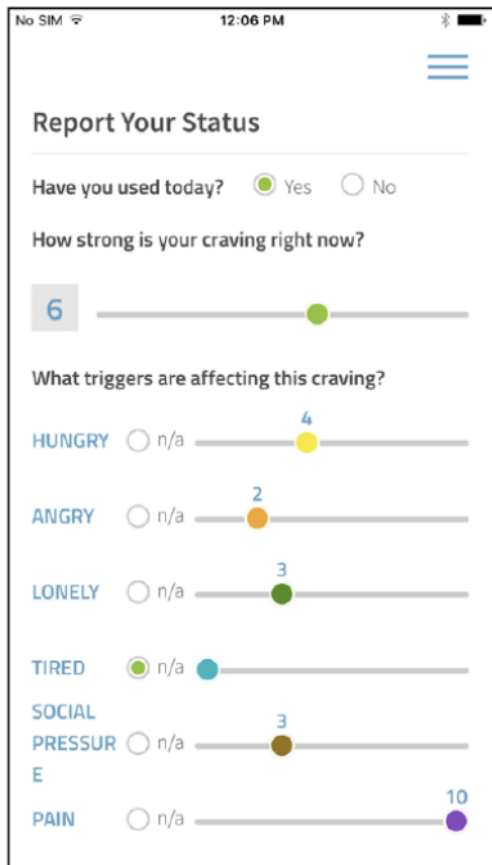 No SIM 12:06 PM
Report Your Status
Have you used today? Yes No
How strong is your craving right now?
6
What triggers are affecting this craving?
4
HUNGRY n/a
2
ANGRY n/a
3
LONELY n/a
TIRED n/a
SOCIAL
3
PRESSUR n/a
E
10
PAIN n/a